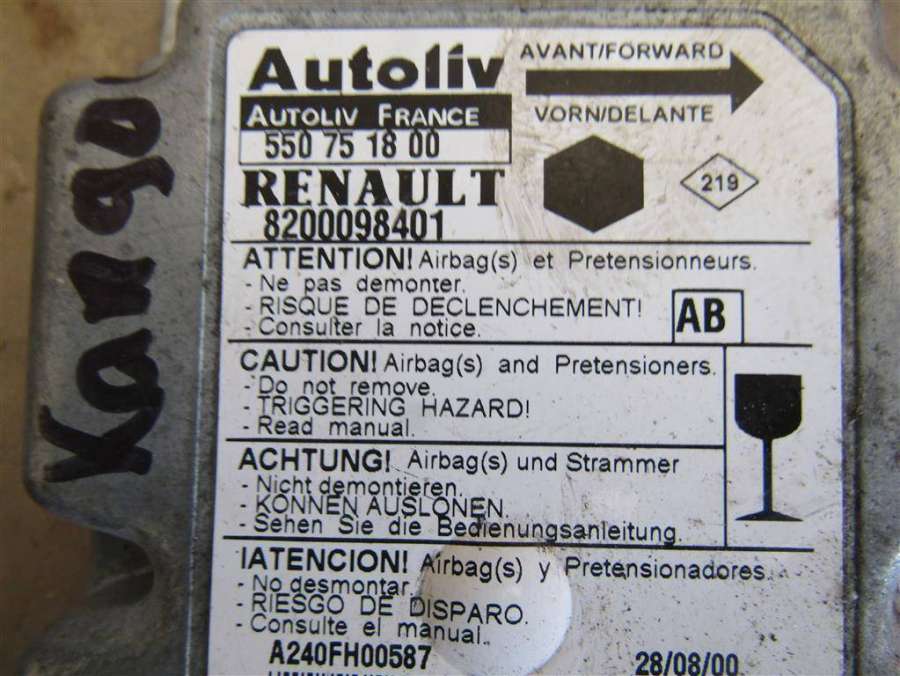 Kango
Autoliv
AVANT/FORWARD
AUTOLIV FRANCE
VORN/DELANTE
550 75 18 00
RENAULT
219
8200098401
ATTENTION! Airbag(s) et Pretensionneurs.
- Ne pas demonter.
- RISQUE DE DECLENCHEMENT!
- Consulter la notice.
AB
CAUTION! Airbag(s) and Pretensioners.
- Do not remove.
- TRIGGERING HAZARD!
- Read manual.
ACHTUNG! Airbag(s) und Strammer
- Nicht demontieren.
- KONNEN AUSLONEN.
- Sehen Sie die Bedienungsanleitung.
IATENCION! Airbag(s) y Pretensionadores.
- No desmontar.
- RIESGO DE DISPARO.
- Consulte el manual.
A240FH00587
28/08/00